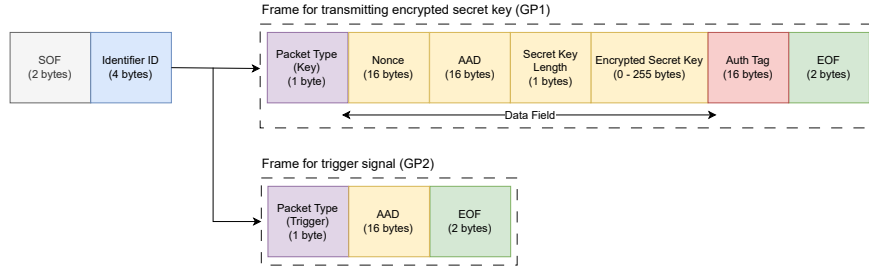 Frame for transmitting encrypted secret key (GP1)
SOF
(2 bytes)
Identifier ID
(4 bytes)
Packet Type
(Key)
(1 byte)
Nonce
(16 bytes)
AAD
(16 bytes)
Secret Key
Length
(1 bytes)
Encrypted Secret Key
(0 - 255 bytes)
Auth Tag
(16 bytes)
EOF
(2 bytes)
Data Field
Frame for trigger signal (GP2)
Packet Type
(Trigger)
(1 byte)
AAD
(16 bytes)
EOF
(2 bytes)